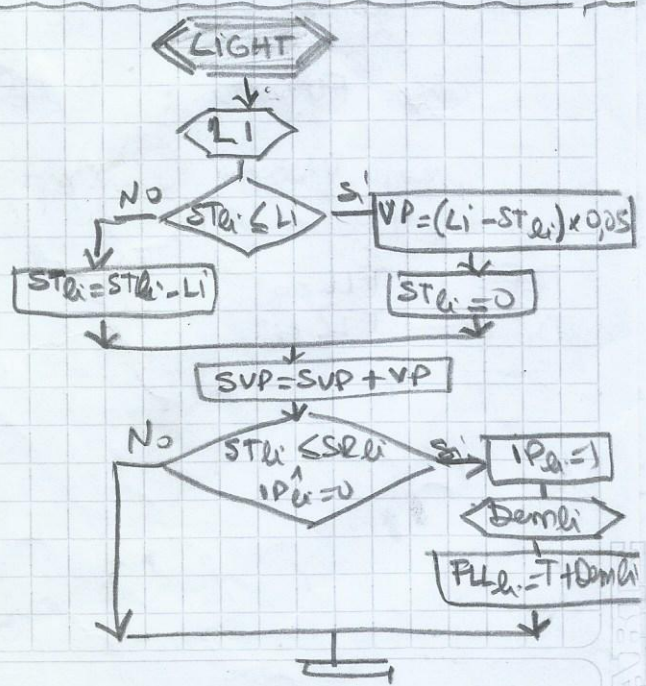 LIGHT
LI
NO
Si
STli ≤ Li
VP=(Li-STli)×0,05
STli=STli-Li
STli=0
SVP=SVP+VP
No
Si
STli ≤ SRli
^
IPli=0
IPli=1
Demli
FLLli=T+Demli